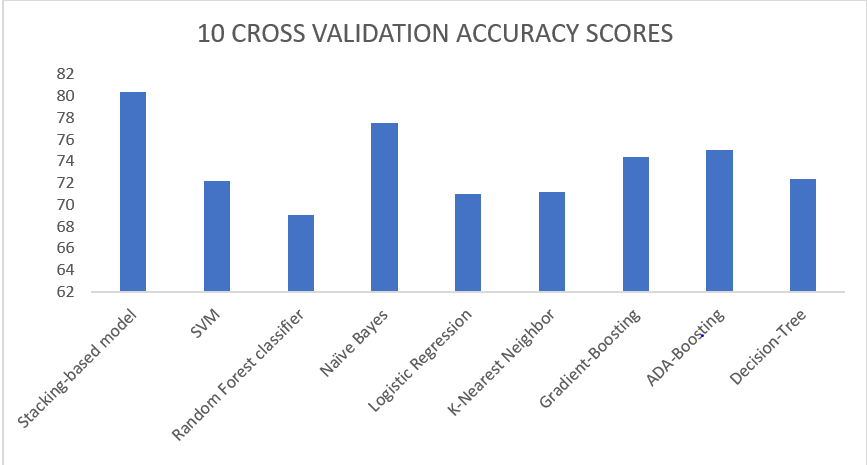 10 CROSS VALIDATION ACCURACY SCORES
82
80
78
76
74
72
70
68
66
64
62
Stacking-based model
SVM
Random Forest classifier
Naïve Bayes
Logistic Regression
K-Nearest Neighbor
Gradient-Boosting
ADA-Boosting
Decision-Tree